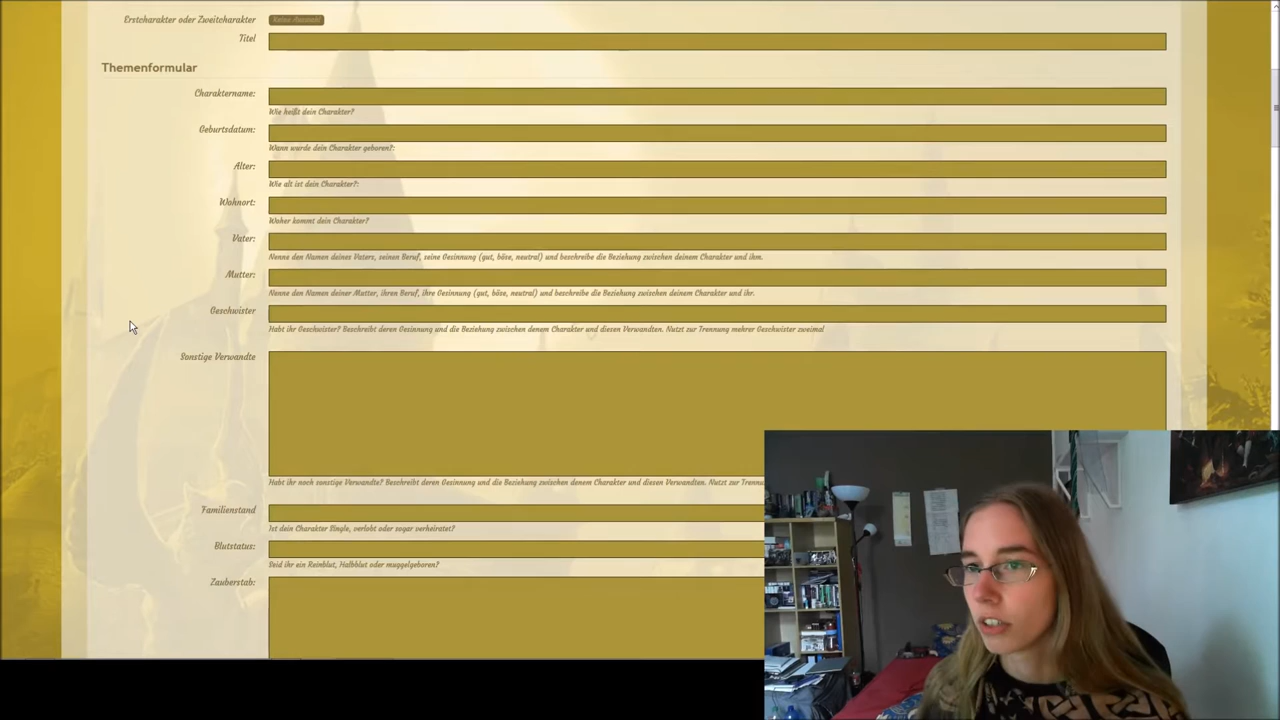 Erstcharakter oder Zweitcharakter
Keine Auswahl
Titel
Themenformular
Charaktername:
Wie heißt dein Charakter?
Geburtsdatum:
Wann wurde dein Charakter geboren?:
Alter:
Wie alt ist dein Charakter?:
Wohnort:
Woher kommt dein Charakter?
Vater:
Nenne den Namen deines Vaters, seinen Beruf, seine Gesinnung (gut, böse, neutral) und beschreibe die Beziehung zwischen deinem Charakter und ihm.
Mutter:
Nenne den Namen deiner Mutter, ihren Beruf, ihre Gesinnung (gut, böse, neutral) und beschreibe die Beziehung zwischen deinem Charakter und ihr.
Geschwister
Habt ihr Geschwister? Beschreibt deren Gesinnung und die Beziehung zwischen denem Charakter und diesen Verwandten. Nutzt zur Trennung mehrer Geschwister zweimal
Sonstige Verwandte
Habt ihr noch sonstige Verwandte? Beschreibt deren Gesinnung und die Beziehung zwischen denem Charakter und diesen Verwandten. Nutzt zur Trennu
Familienstand
Ist dein Charakter Single, verlobt oder sogar verheiratet?
Blutstatus:
Seid ihr ein Reinblut, Halbblut oder muggelgeboren?
Zauberstab: